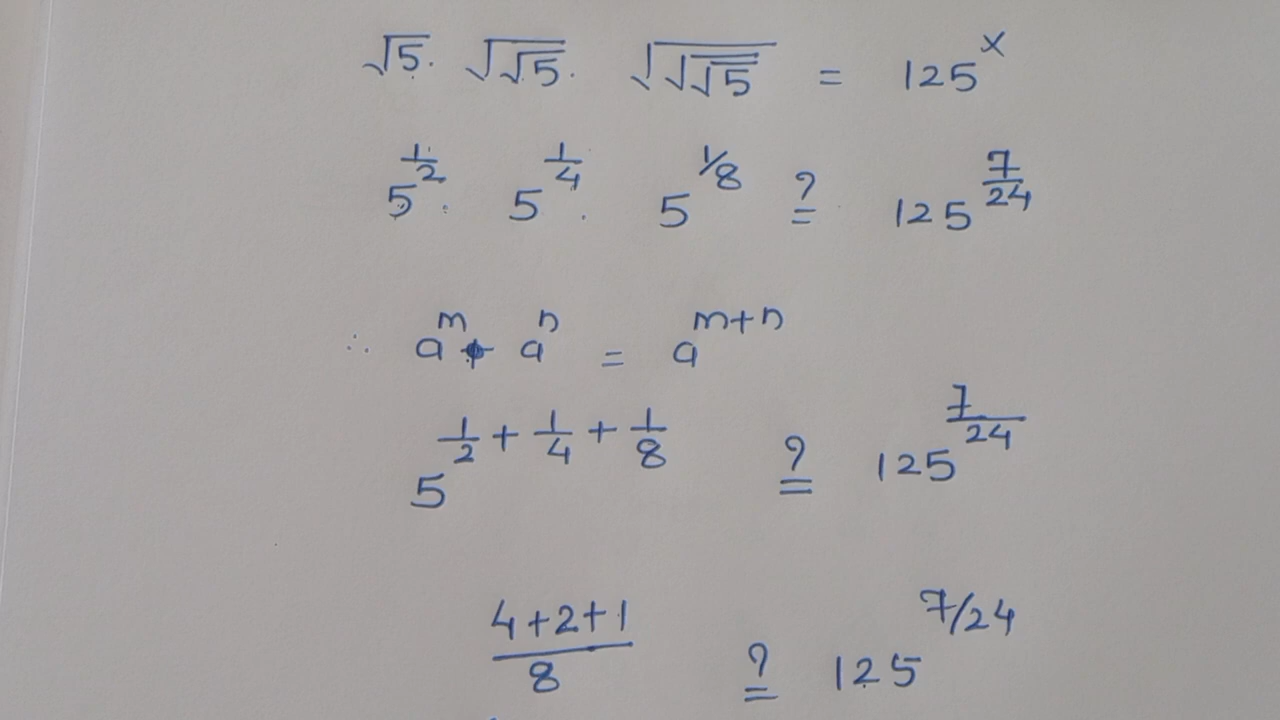 √5. √√5. √√√5 = 125^x
5^(1/2). 5^(1/4). 5^(1/8) ?= 125^(7/24)
∴ a^m · a^n = a^(m+n)
5^(1/2 + 1/4 + 1/8) ?= 125^(7/24)
(4+2+1)/8 ?= 125^(7/24)